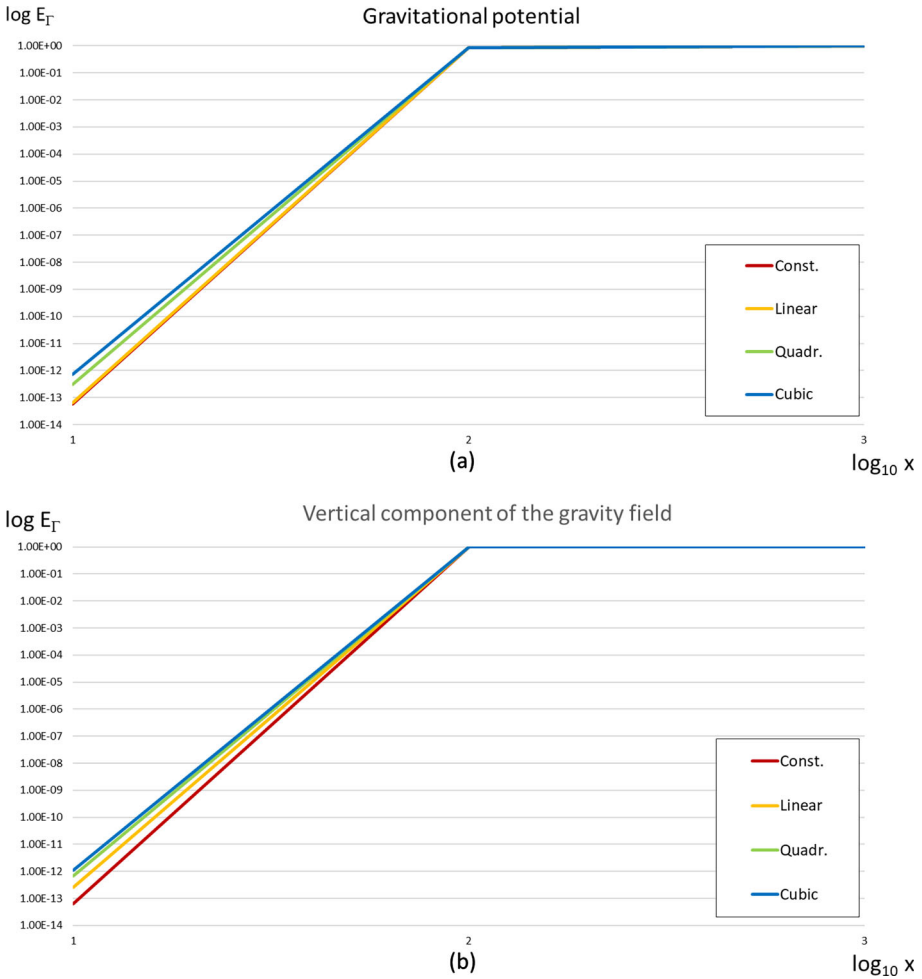 log E_Γ
Gravitational potential
1.00E+00
1.00E-01
1.00E-02
1.00E-03
1.00E-04
1.00E-05
1.00E-06
1.00E-07
1.00E-08
1.00E-09
1.00E-10
1.00E-11
1.00E-12
1.00E-13
1.00E-14
Const.
Linear
Quadr.
Cubic
1 2 3
(a)
log₁₀ x
log E_Γ
Vertical component of the gravity field
1.00E+00
1.00E-01
1.00E-02
1.00E-03
1.00E-04
1.00E-05
1.00E-06
1.00E-07
1.00E-08
1.00E-09
1.00E-10
1.00E-11
1.00E-12
1.00E-13
1.00E-14
Const.
Linear
Quadr.
Cubic
1 2 3
(b)
log₁₀ x